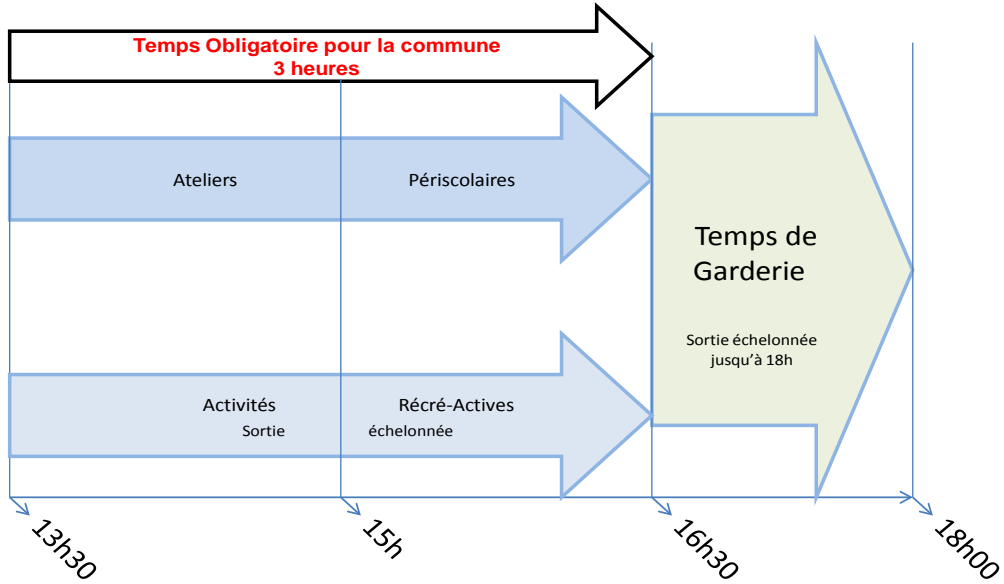 Temps Obligatoire pour la commune
3 heures
Ateliers Périscolaires
Temps de
Garderie
Sortie échelonnée
jusqu'à 18h
Activités Récré-Actives
Sortie échelonnée
13h30 15h 16h30 18h00